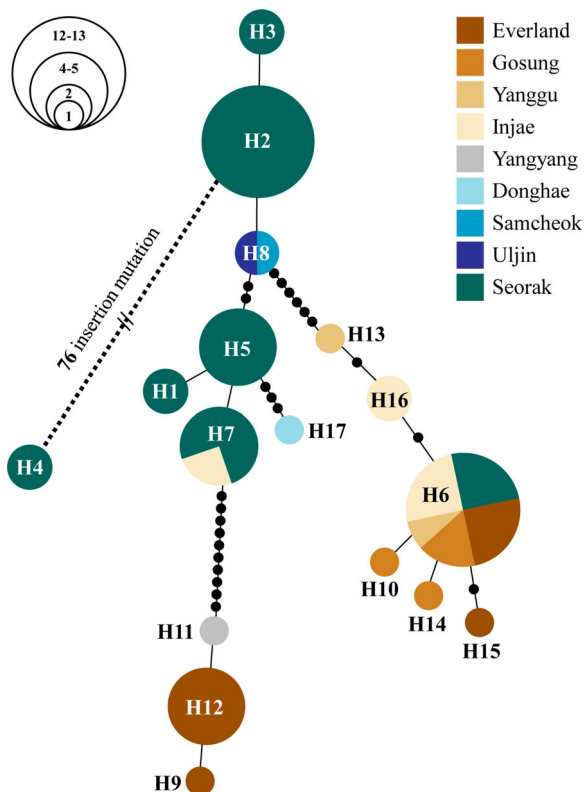 12-13
4-5
2
1
H3
H2
76 insertion mutation
H8
H13
H5
H16
H1
H7
H17
H4
H6
H10
H14
H15
H11
H12
H9
Everland
Gosung
Yanggu
Injae
Yangyang
Donghae
Samcheok
Uljin
Seorak